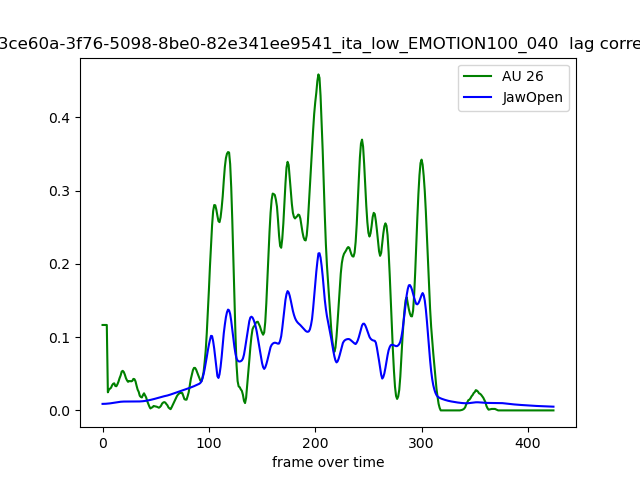 3ce60a-3f76-5098-8be0-82e341ee9541_ita_low_EMOTION100_040 lag corre
AU 26
JawOpen
0.4
0.3
0.2
0.1
0.0
0 100 200 300 400
frame over time